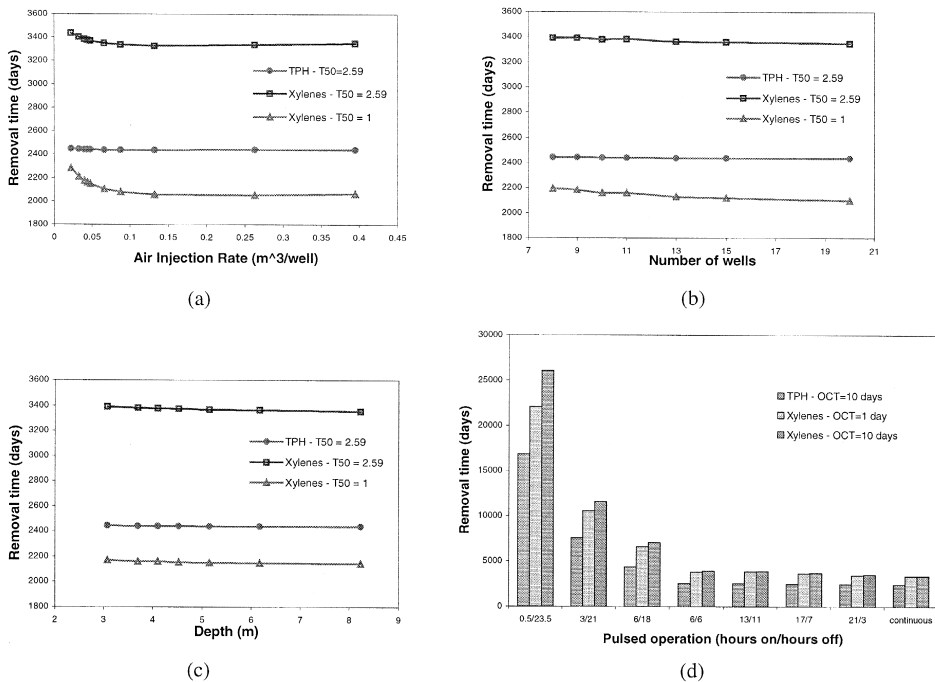 3600
3400
3200
3000
2800
2600
2400
2200
2000
1800
Removal time (days)
TPH - T50=2.59
Xylenes - T50 = 2.59
Xylenes - T50 = 1
0 0.05 0.1 0.15 0.2 0.25 0.3 0.35 0.4 0.45
Air Injection Rate (m^3/well)
(a)
3600
3400
3200
3000
2800
2600
2400
2200
2000
1800
Removal time (days)
TPH - T50 = 2.59
Xylenes - T50 = 2.59
Xylenes - T50 = 1
7 9 11 13 15 17 19 21
Number of wells
(b)
3600
3400
3200
3000
2800
2600
2400
2200
2000
1800
Removal time (days)
TPH - T50 = 2.59
Xylenes - T50 = 2.59
Xylenes - T50 = 1
2 3 4 5 6 7 8 9
Depth (m)
(c)
30000
25000
20000
15000
10000
5000
0
Removal time (days)
TPH - OCT=10 days
Xylenes - OCT=1 day
Xylenes - OCT=10 days
0.5/23.5 3/21 6/18 6/6 13/11 17/7 21/3 continuous
Pulsed operation (hours on/hours off)
(d)